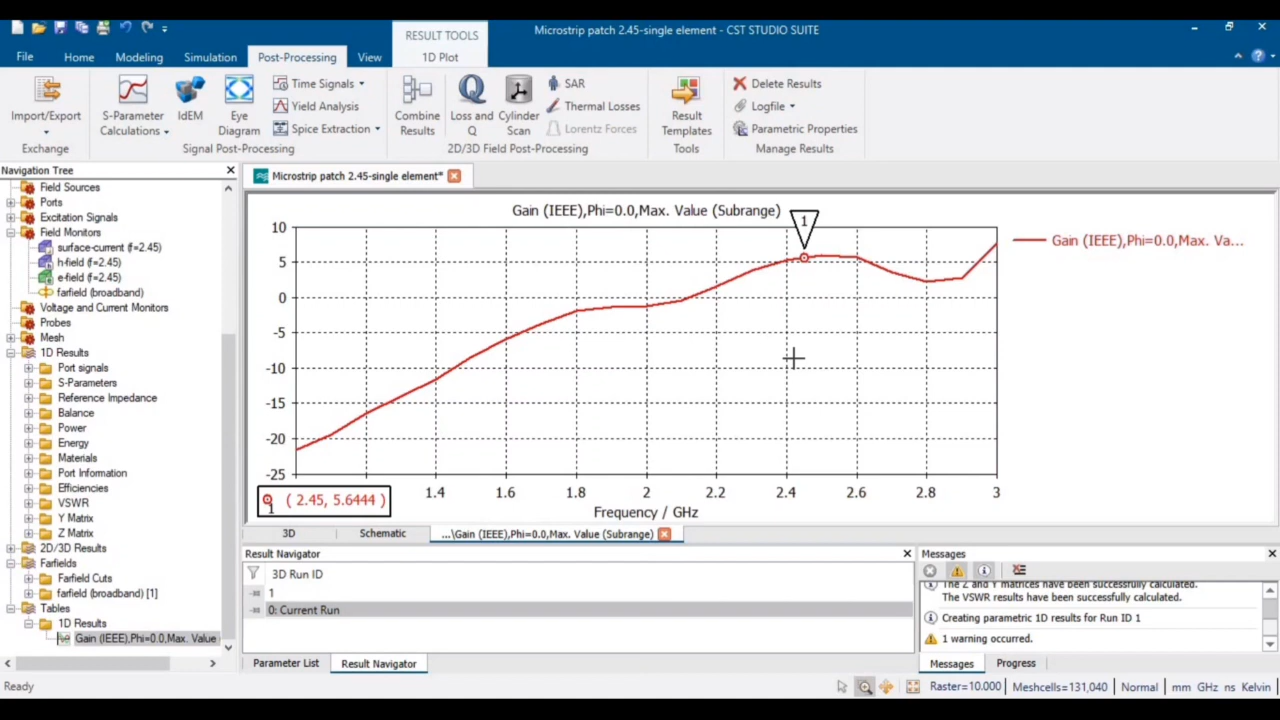 RESULT TOOLS
Microstrip patch 2.45-single element - CST STUDIO SUITE
File Home Modeling Simulation Post-Processing View 1D Plot
Import/Export
Exchange
S-Parameter
Calculations
IdEM
Eye
Diagram
Time Signals
Yield Analysis
Spice Extraction
Signal Post-Processing
Combine
Results
Loss and
Q
Cylinder
Scan
SAR
Thermal Losses
Lorentz Forces
2D/3D Field Post-Processing
Result
Templates
Tools
Delete Results
Logfile
Parametric Properties
Manage Results
Navigation Tree
Field Sources
Ports
Excitation Signals
Field Monitors
surface-current (f=2.45)
h-field (f=2.45)
e-field (f=2.45)
farfield (broadband)
Voltage and Current Monitors
Probes
Mesh
1D Results
Port signals
S-Parameters
Reference Impedance
Balance
Power
Energy
Materials
Port Information
Efficiencies
VSWR
Y Matrix
Z Matrix
2D/3D Results
Farfields
Farfield Cuts
farfield (broadband) [1]
Tables
1D Results
Gain (IEEE),Phi=0.0,Max. Value
Microstrip patch 2.45-single element*
Gain (IEEE),Phi=0.0,Max. Value (Subrange)
1
Gain (IEEE),Phi=0.0,Max. Va...
10
5
0
-5
-10
-15
-20
-25
1.4 1.6 1.8 2 2.2 2.4 2.6 2.8 3
1 ( 2.45, 5.6444 )
Frequency / GHz
3D Schematic ...\Gain (IEEE),Phi=0.0,Max. Value (Subrange)
Result Navigator
3D Run ID
1
0: Current Run
Parameter List Result Navigator
Messages
The Z and Y matrices have been successfully calculated.
The VSWR results have been successfully calculated.
Creating parametric 1D results for Run ID 1
1 warning occurred.
Messages Progress
Ready Raster=10.000 Meshcells=131,040 Normal mm GHz ns Kelvin